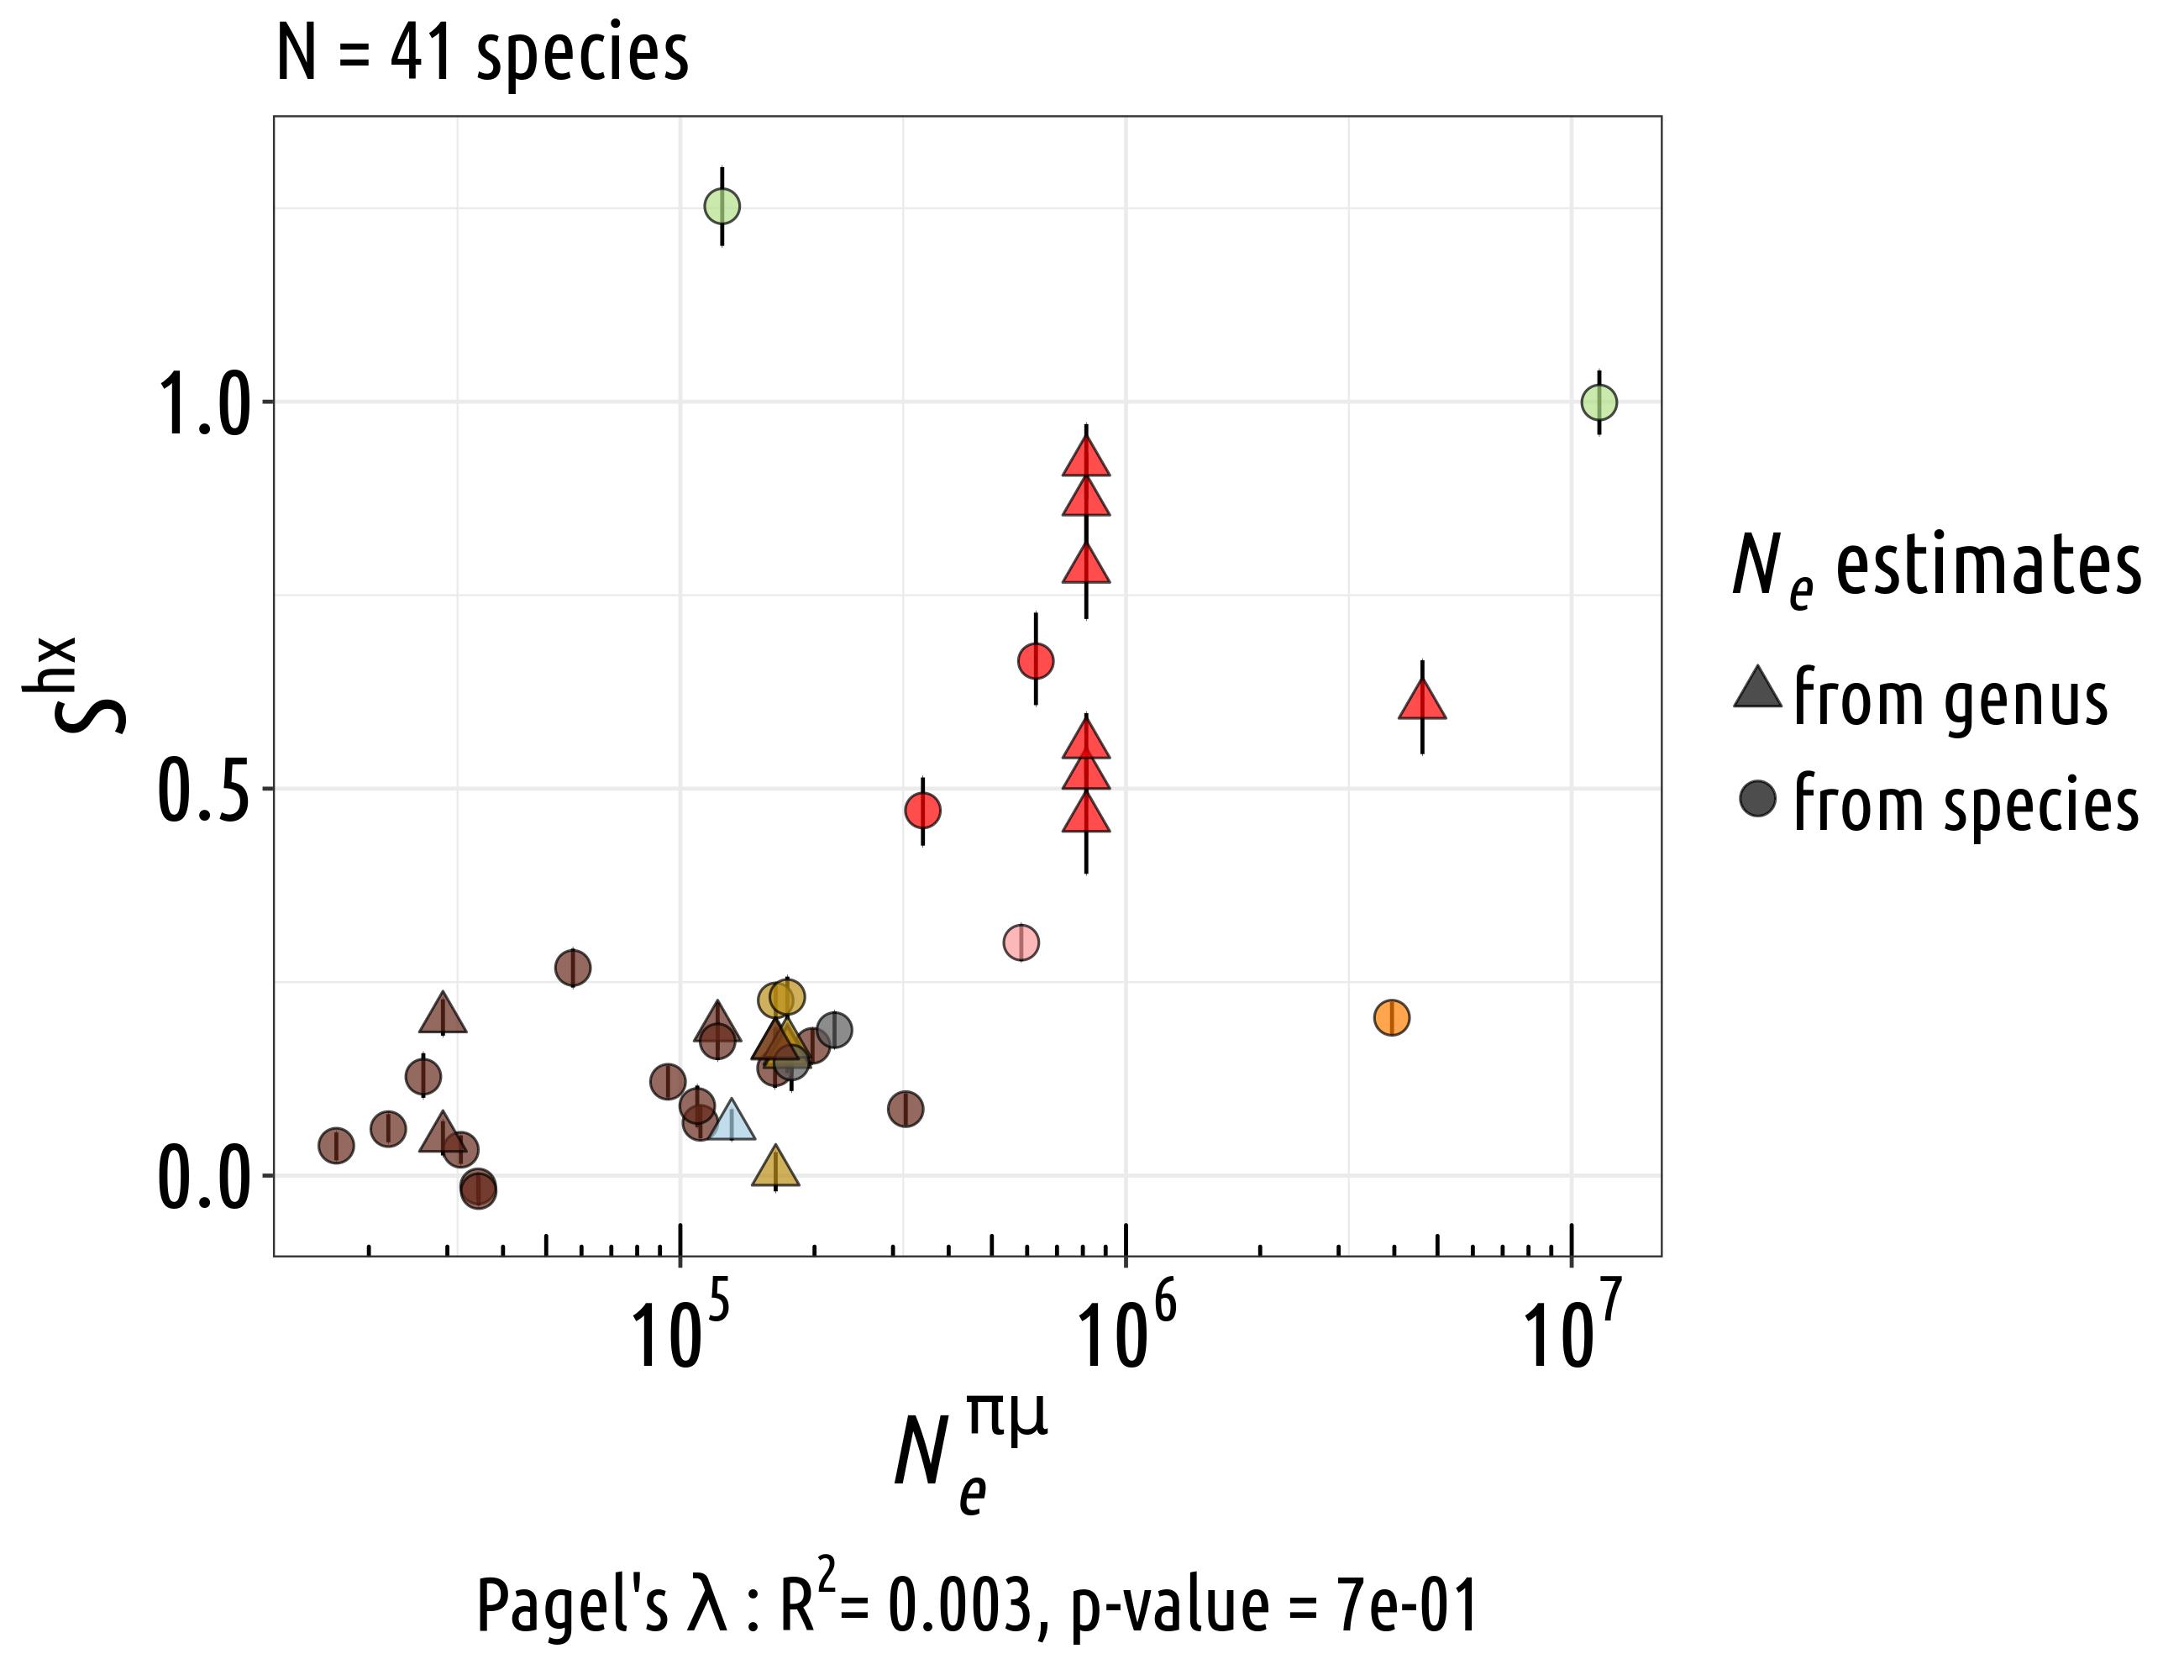 N = 41 species
1.0
0.5
0.0
S^hx
10^5
10^6
10^7
N_e^πμ
Pagel's λ : R^2= 0.003, p-value = 7e-01
N_e estimates
from genus
from species